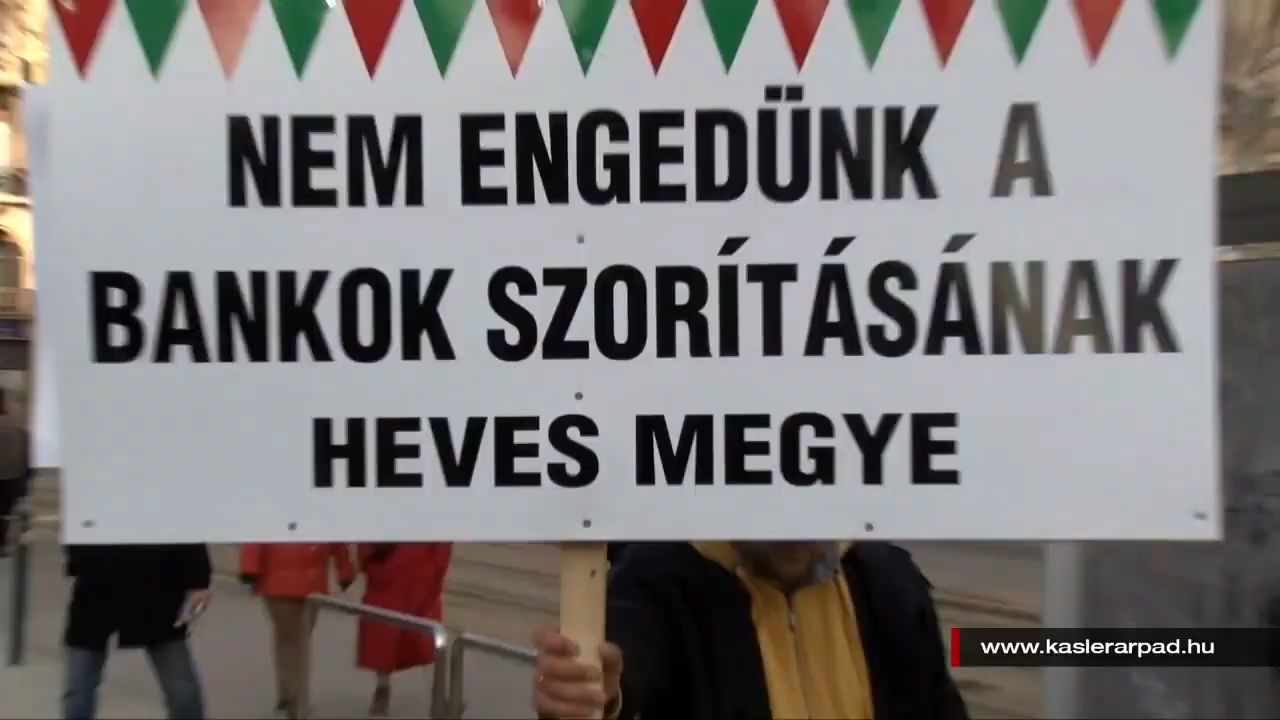 NEM ENGEDÜNK A
BANKOK SZORÍTÁSÁNAK
HEVES MEGYE
www.kaslerarpad.hu